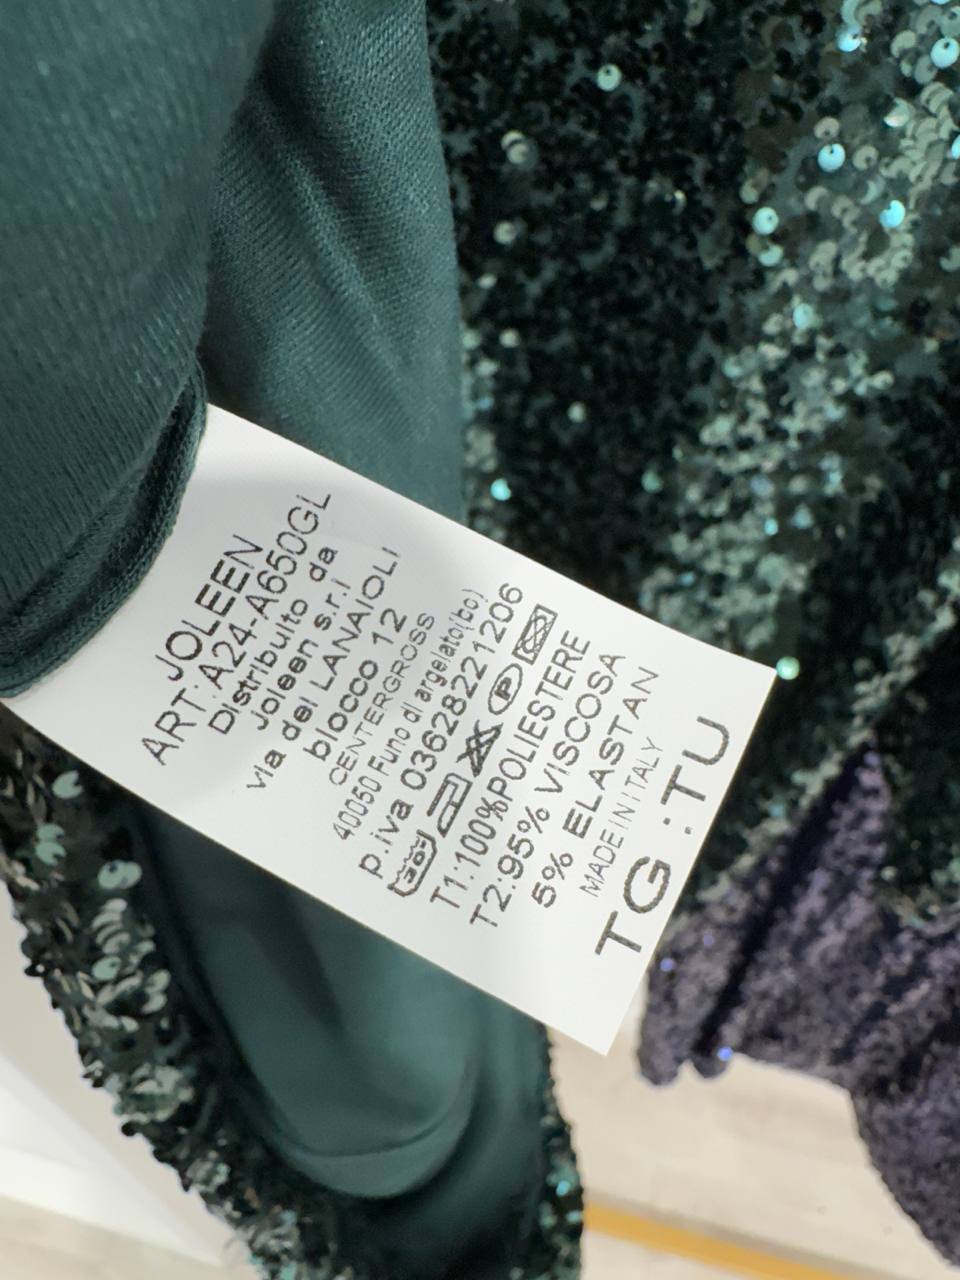 JOLEEN
ART: A24-A650GL
Distribuito da
Joleen s.r.l
via dei LANAIOLI
blocco 12
CENTERGROSS
40050 Funo di argelato(bo)
p.iva 03628221206
30° P
T1:100%POLIESTERE
T2:95% VISCOSA
5% ELASTAN
MADE IN ITALY
TG :TU